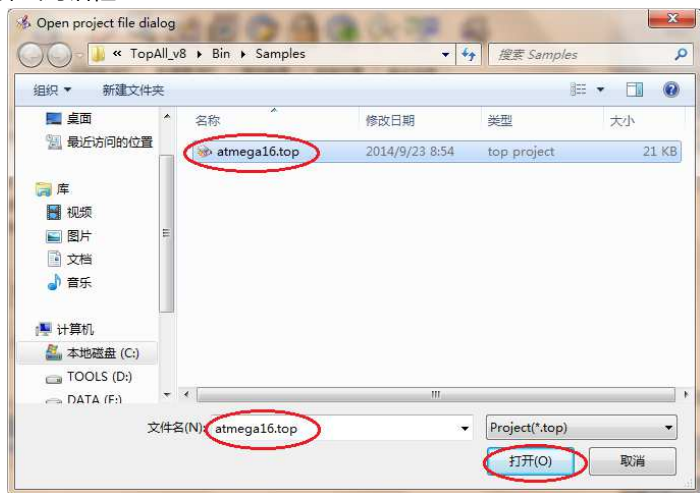 Open project file dialog
« TopAll_v8 Bin Samples
搜索 Samples
组织 新建文件夹
桌面
最近访问的位置
库
视频
图片
文档
音乐
计算机
本地磁盘 (C:)
TOOLS (D:)
DATA (E:)
名称 修改日期 类型 大小
atmega16.top 2014/9/23 8:54 top project 21 KB
文件名(N): atmega16.top Project(*.top)
打开(O) 取消